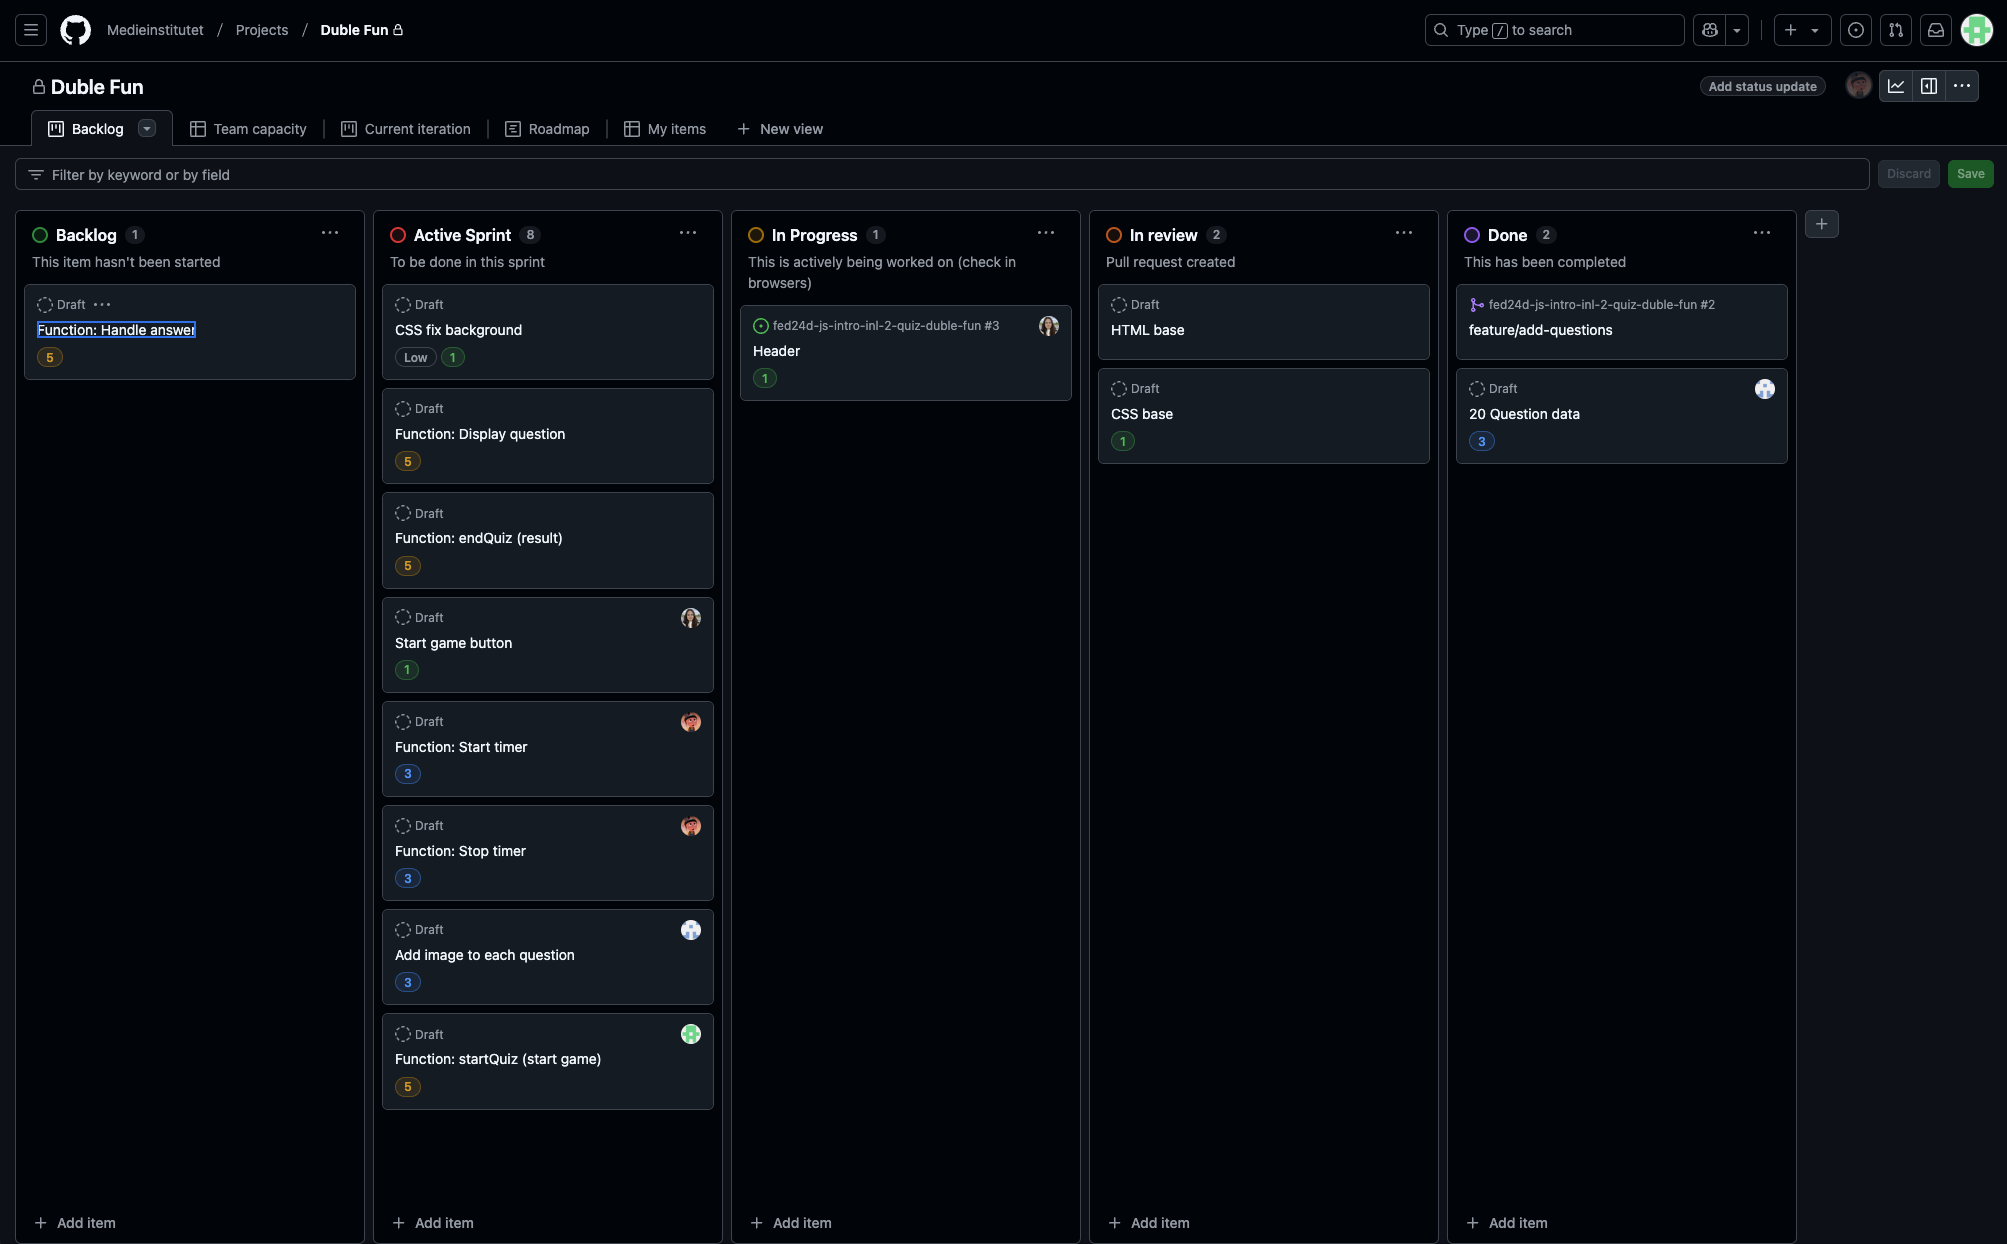 Medieinstitutet / Projects / Duble Fun
Type / to search
Duble Fun
Add status update
Backlog
Team capacity
Current iteration
Roadmap
My items
New view
Filter by keyword or by field
Discard
Save
Backlog 1
This item hasn't been started
Draft
Function: Handle answer
5
Add item
Active Sprint 8
To be done in this sprint
Draft
CSS fix background
Low 1
Draft
Function: Display question
5
Draft
Function: endQuiz (result)
5
Draft
Start game button
1
Draft
Function: Start timer
3
Draft
Function: Stop timer
3
Draft
Add image to each question
3
Draft
Function: startQuiz (start game)
5
Add item
In Progress 1
This is actively being worked on (check in
browsers)
fed24d-js-intro-inl-2-quiz-duble-fun #3
Header
1
Add item
In review 2
Pull request created
Draft
HTML base
Draft
CSS base
1
Add item
Done 2
This has been completed
fed24d-js-intro-inl-2-quiz-duble-fun #2
feature/add-questions
Draft
20 Question data
3
Add item